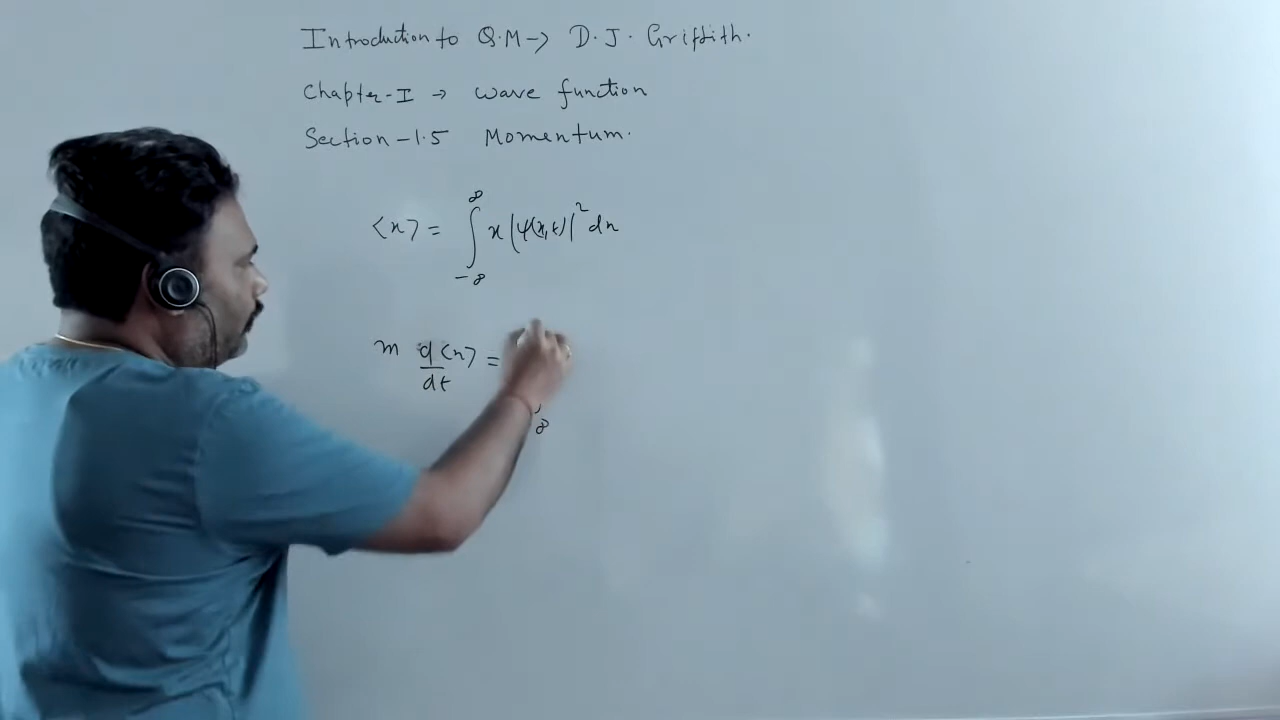 Introduction to Q.M → D.J. Griffith.
Chapter-I → wave function
Section-1.5 Momentum.
⟨x⟩ = ∫_{-∞}^{∞} x |ψ(x,t)|² dx
m d⟨x⟩/dt =
∞